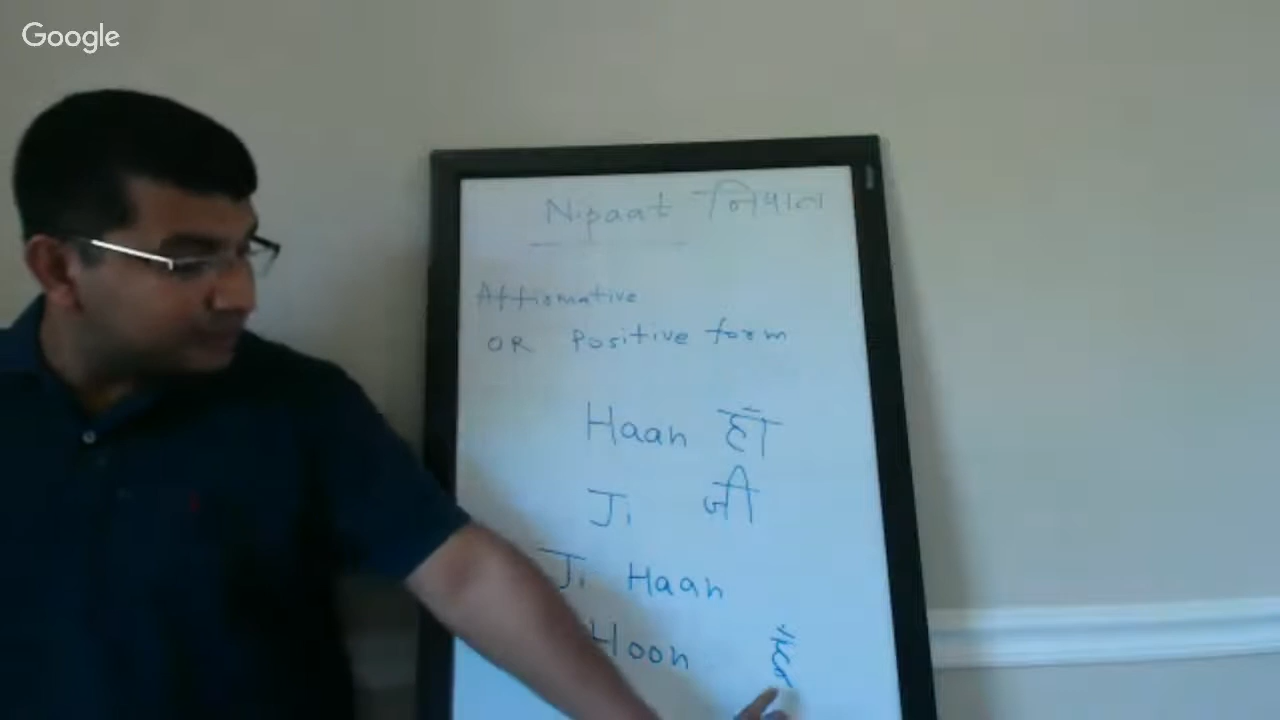 Google
Nipaat निपात
Affirmative
OR Positive form
Haan हाँ
Ji जी
Ji Haan
Hoon